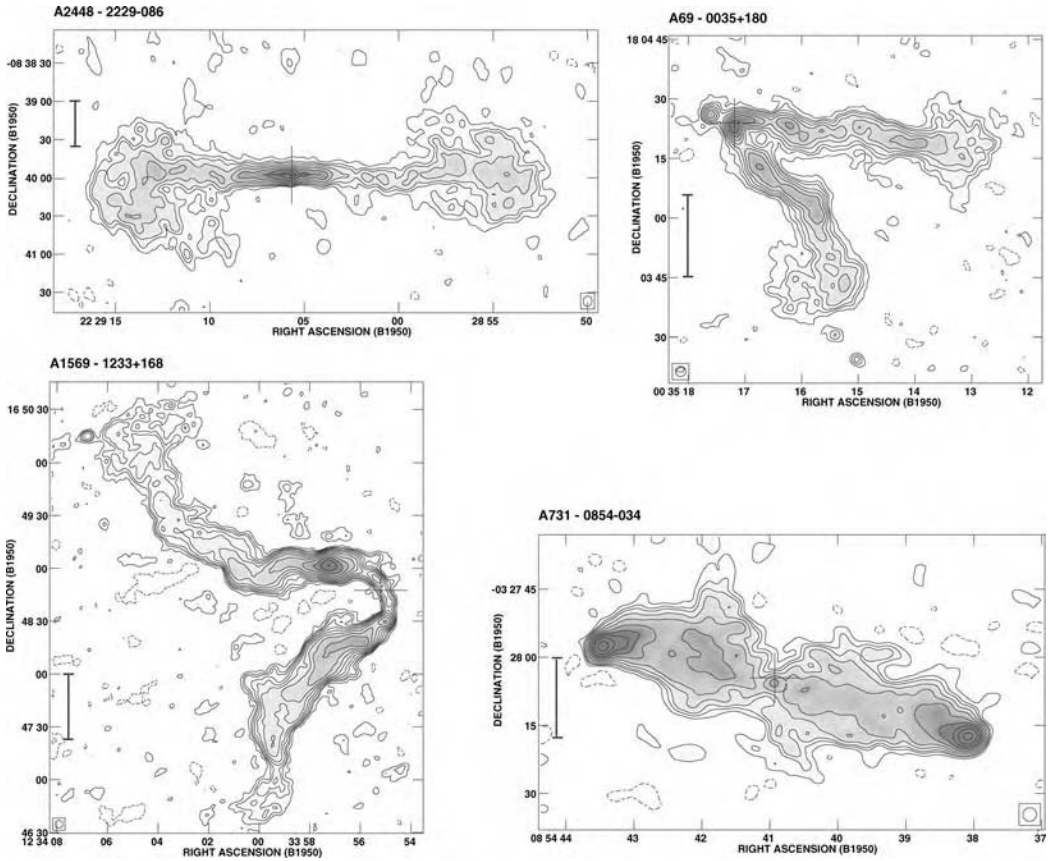 A2448 - 2229-086
-08 38 30
39 00
30
40 00
30
41 00
30
DECLINATION (B1950)
22 29 15 10 05 00 28 55 50
RIGHT ASCENSION (B1950)
A69 - 0035+180
18 04 45
30
15
00
03 45
30
DECLINATION (B1950)
00 35 18 17 16 15 14 13 12
RIGHT ASCENSION (B1950)
A1569 - 1233+168
16 50 30
00
49 30
00
48 30
00
47 30
00
46 30
DECLINATION (B1950)
12 34 08 06 04 02 00 33 58 56 54
RIGHT ASCENSION (B1950)
A731 - 0854-034
-03 27 45
28 00
15
30
DECLINATION (B1950)
08 54 44 43 42 41 40 39 38 37
RIGHT ASCENSION (B1950)